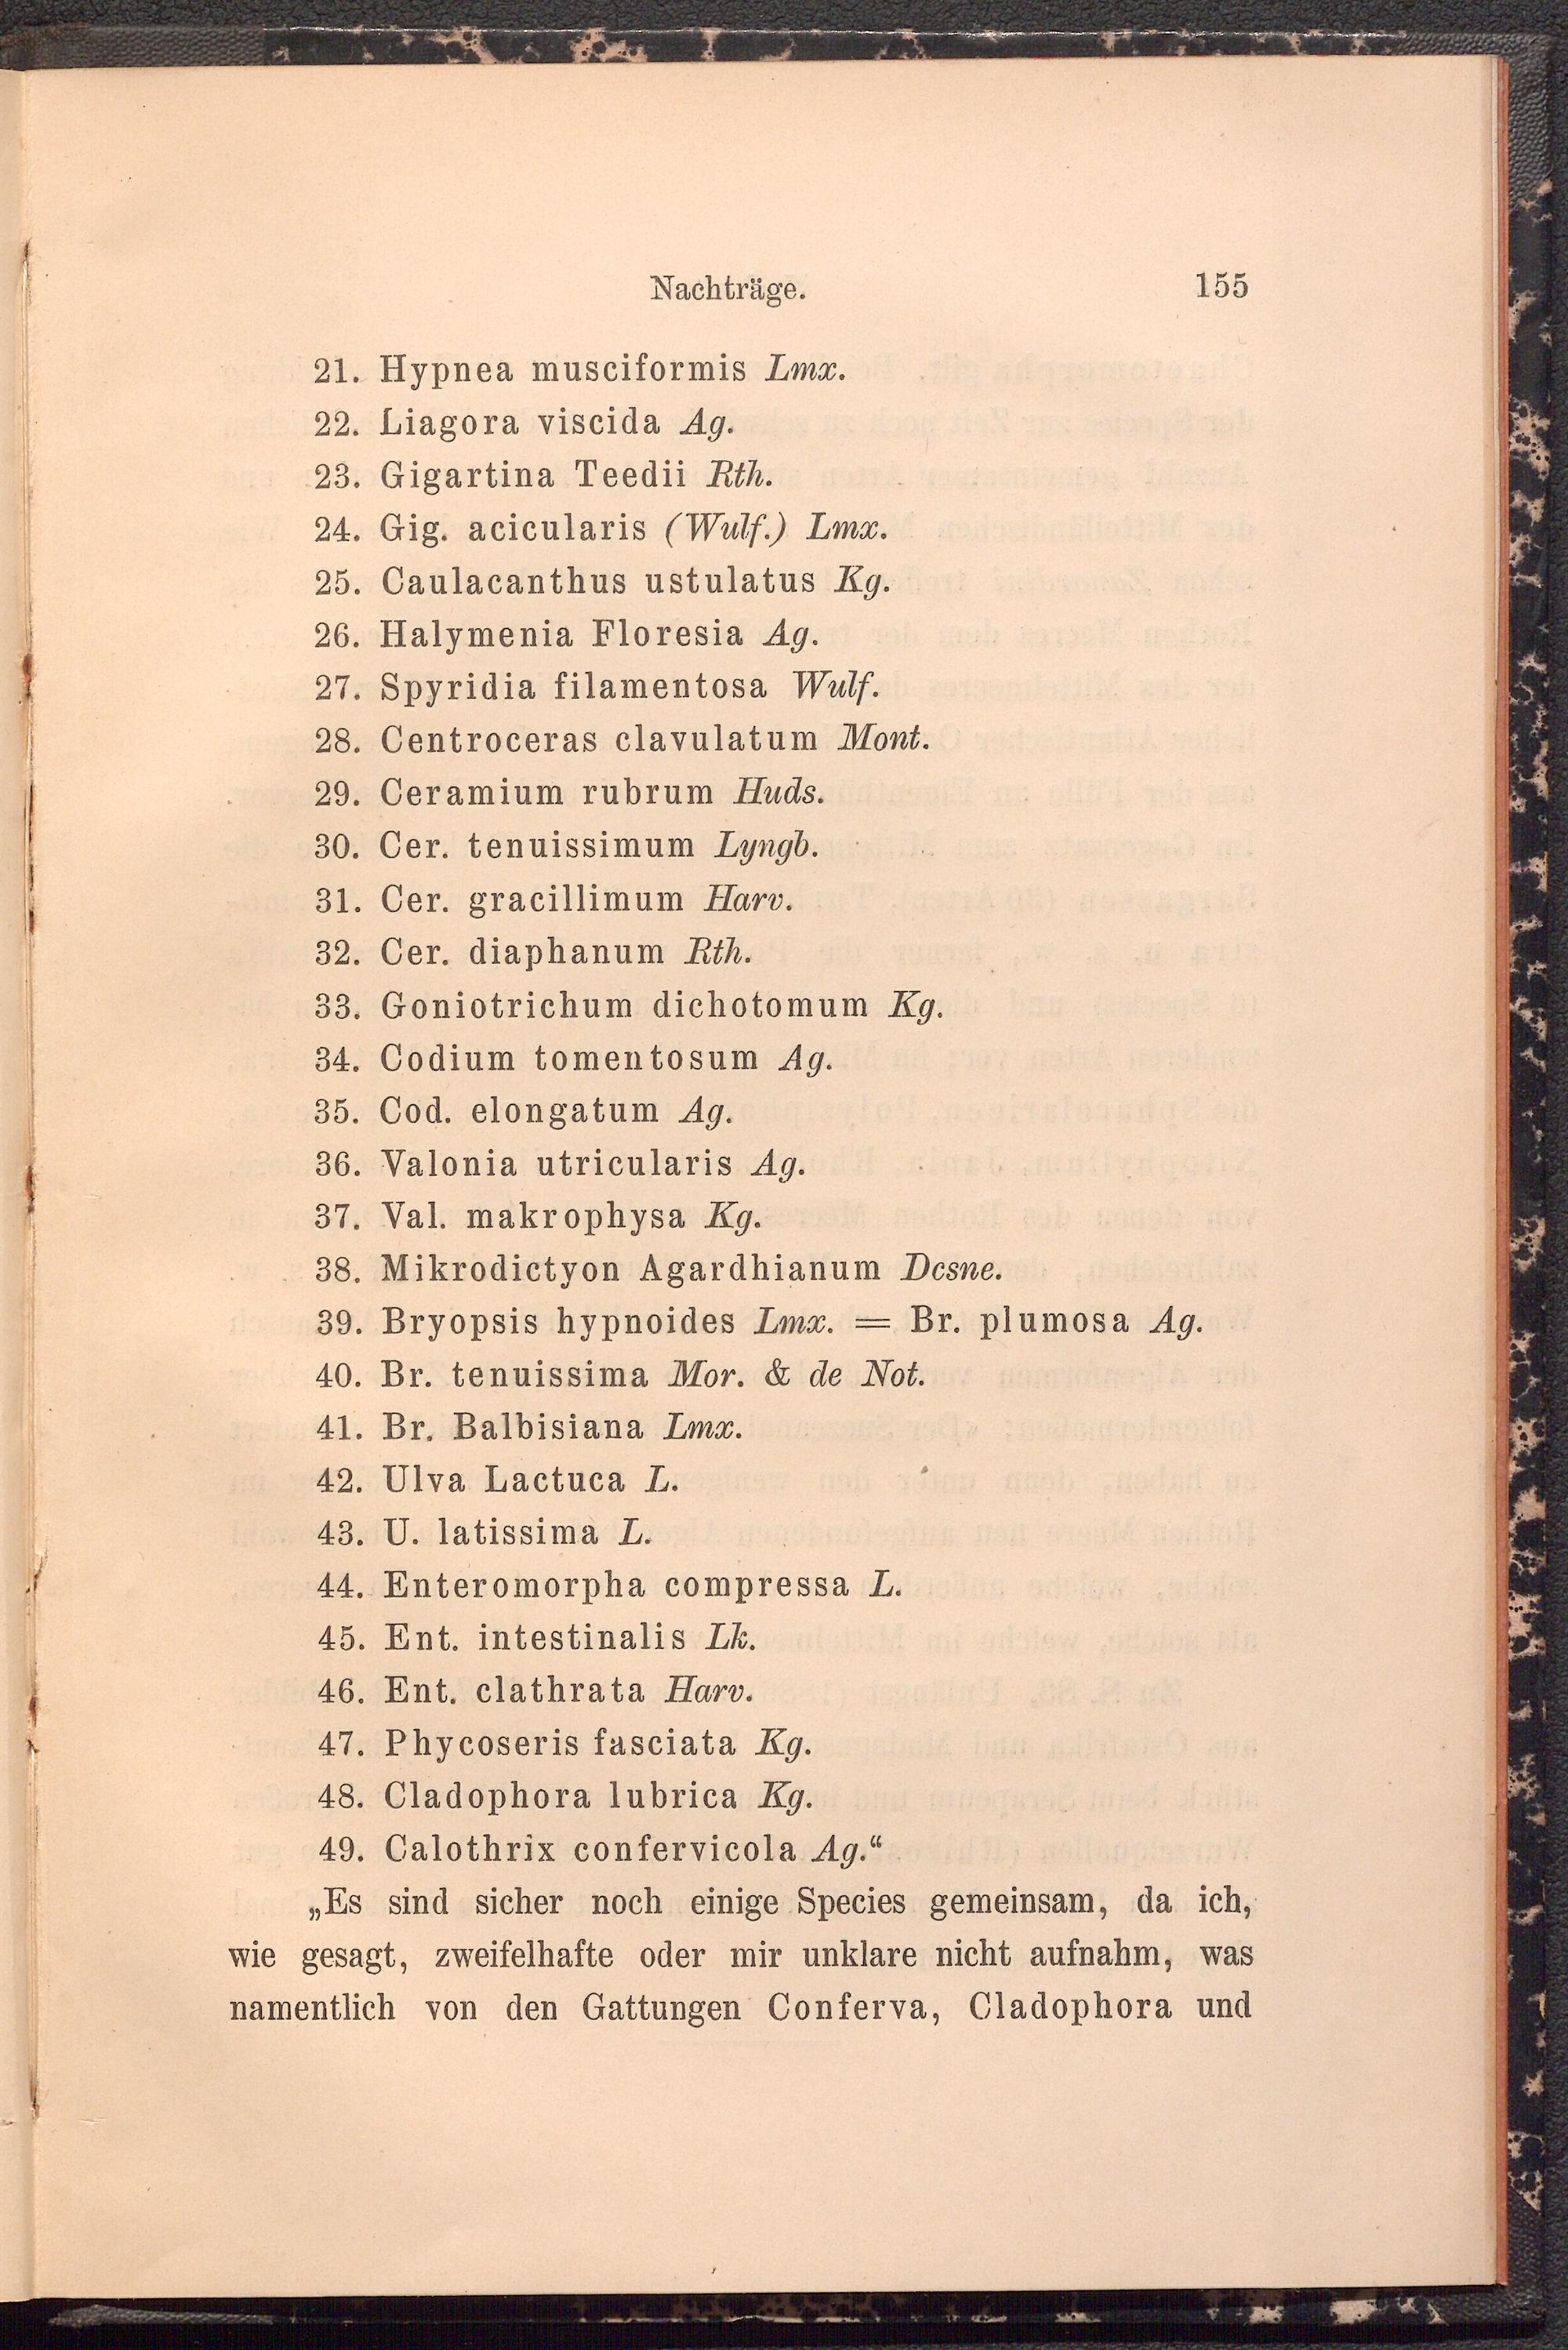 Nachträge. 155
21. Hypnea musciformis Lmx.
22. Liagora viscida Ag.
23. Gigartina Teedii Rth.
24. Gig. acicularis (Wulf.) Lmx.
25. Caulacanthus ustulatus Kg.
26. Halymenia Floresia Ag.
27. Spyridia filamentosa Wulf.
28. Centroceras clavulatum Mont.
29. Ceramium rubrum Huds.
30. Cer. tenuissimum Lyngb.
31. Cer. gracillimum Harv.
32. Cer. diaphanum Rth.
33. Goniotrichum dichotomum Kg.
34. Codium tomentosum Ag.
35. Cod. elongatum Ag.
36. Valonia utricularis Ag.
37. Val. makrophysa Kg.
38. Mikrodictyon Agardhianum Dcsne.
39. Bryopsis hypnoides Lmx. = Br. plumosa Ag.
40. Br. tenuissima Mor. & de Not.
41. Br. Balbisiana Lmx.
42. Ulva Lactuca L.
43. U. latissima L.
44. Enteromorpha compressa L.
45. Ent. intestinalis Lk.
46. Ent. clathrata Harv.
47. Phycoseris fasciata Kg.
48. Cladophora lubrica Kg.
49. Calothrix confervicola Ag.“
„Es sind sicher noch einige Species gemeinsam, da ich,
wie gesagt, zweifelhafte oder mir unklare nicht aufnahm, was
namentlich von den Gattungen Conferva, Cladophora und